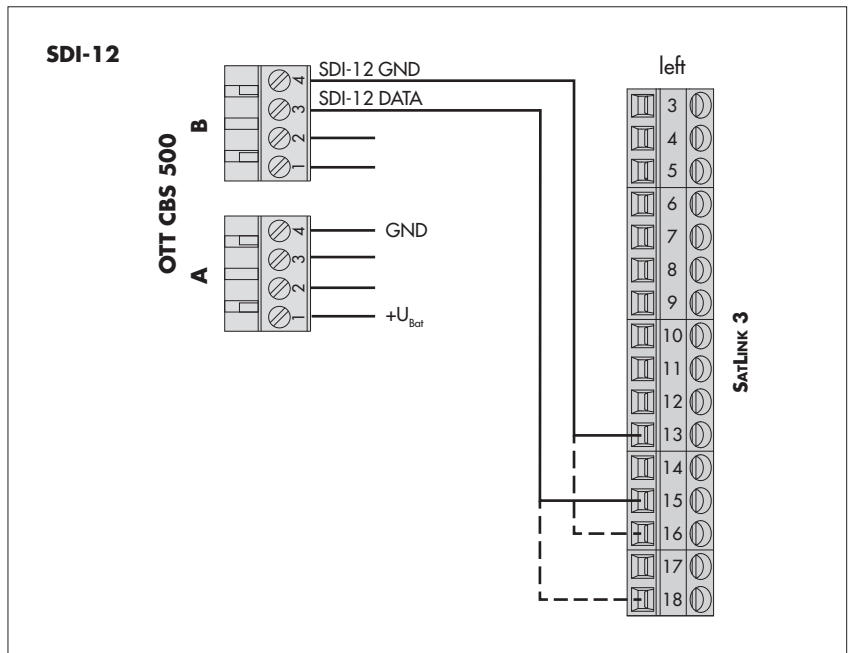 SDI-12
OTT CBS 500
B
4
3
2
1
SDI-12 GND
SDI-12 DATA
A
4
3
2
1
GND
+UBat
left
3
4
5
6
7
8
9
10
11
12
13
14
15
16
17
18
SATLINK 3